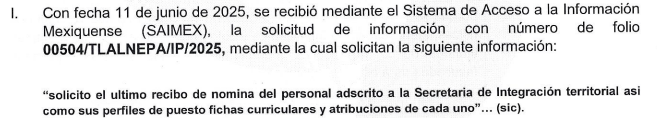 I. Con fecha 11 de junio de 2025, se recibió mediante el Sistema de Acceso a la Información
Mexiquense (SAIMEX), la solicitud de información con número de folio
00504/TLALNEPA/IP/2025, mediante la cual solicitan la siguiente información:
“solicito el ultimo recibo de nomina del personal adscrito a la Secretaria de Integración territorial asi
como sus perfiles de puesto fichas curriculares y atribuciones de cada uno”... (sic).